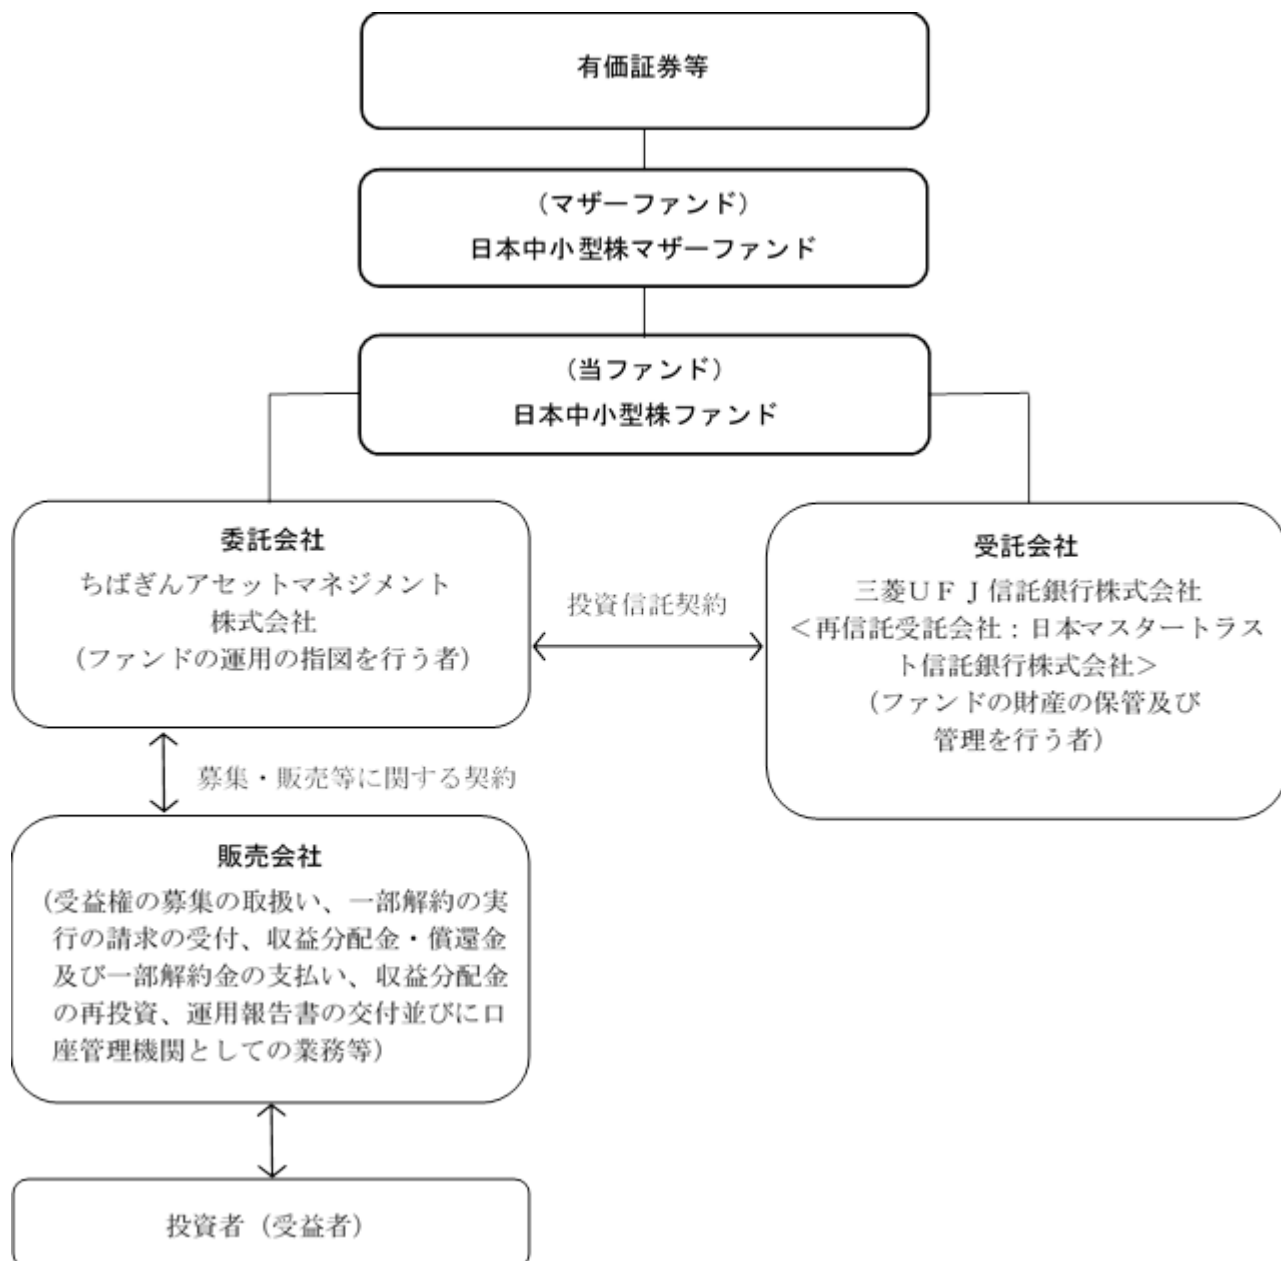 有価証券等
（マザーファンド）
日本中小型株マザーファンド
（当ファンド）
日本中小型株ファンド
委託会社
ちばぎんアセットマネジメント
株式会社
（ファンドの運用の指図を行う者）
投資信託契約
受託会社
三菱ＵＦＪ信託銀行株式会社
＜再信託受託会社：日本マスタートラス
ト信託銀行株式会社＞
（ファンドの財産の保管及び
管理を行う者）
募集・販売等に関する契約
販売会社
（受益権の募集の取扱い、一部解約の実
行の請求の受付、収益分配金・償還金
及び一部解約金の支払い、収益分配金
の再投資、運用報告書の交付並びに口
座管理機関としての業務等）
投資者（受益者）